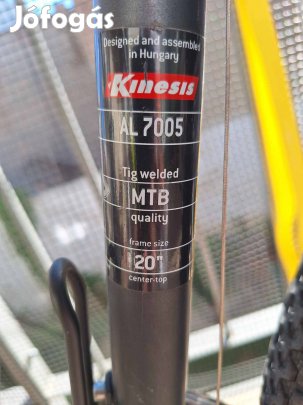 Jófogás
Designed and assembled
in Hungary
Kinesis
AL 7005
Tig welded
MTB
quality
frame size
20"
center-top